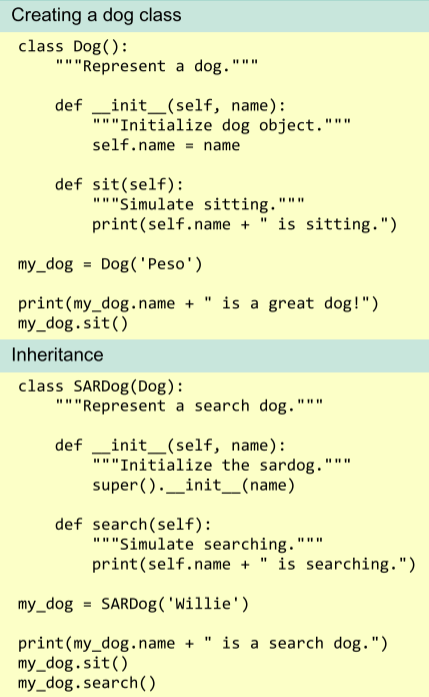 Creating a dog class
class Dog():
    """Represent a dog."""

    def __init__(self, name):
        """Initialize dog object."""
        self.name = name

    def sit(self):
        """Simulate sitting."""
        print(self.name + " is sitting.")

my_dog = Dog('Peso')

print(my_dog.name + " is a great dog!")
my_dog.sit()
Inheritance
class SARDog(Dog):
    """Represent a search dog."""

    def __init__(self, name):
        """Initialize the sardog."""
        super().__init__(name)

    def search(self):
        """Simulate searching."""
        print(self.name + " is searching.")

my_dog = SARDog('Willie')

print(my_dog.name + " is a search dog.")
my_dog.sit()
my_dog.search()